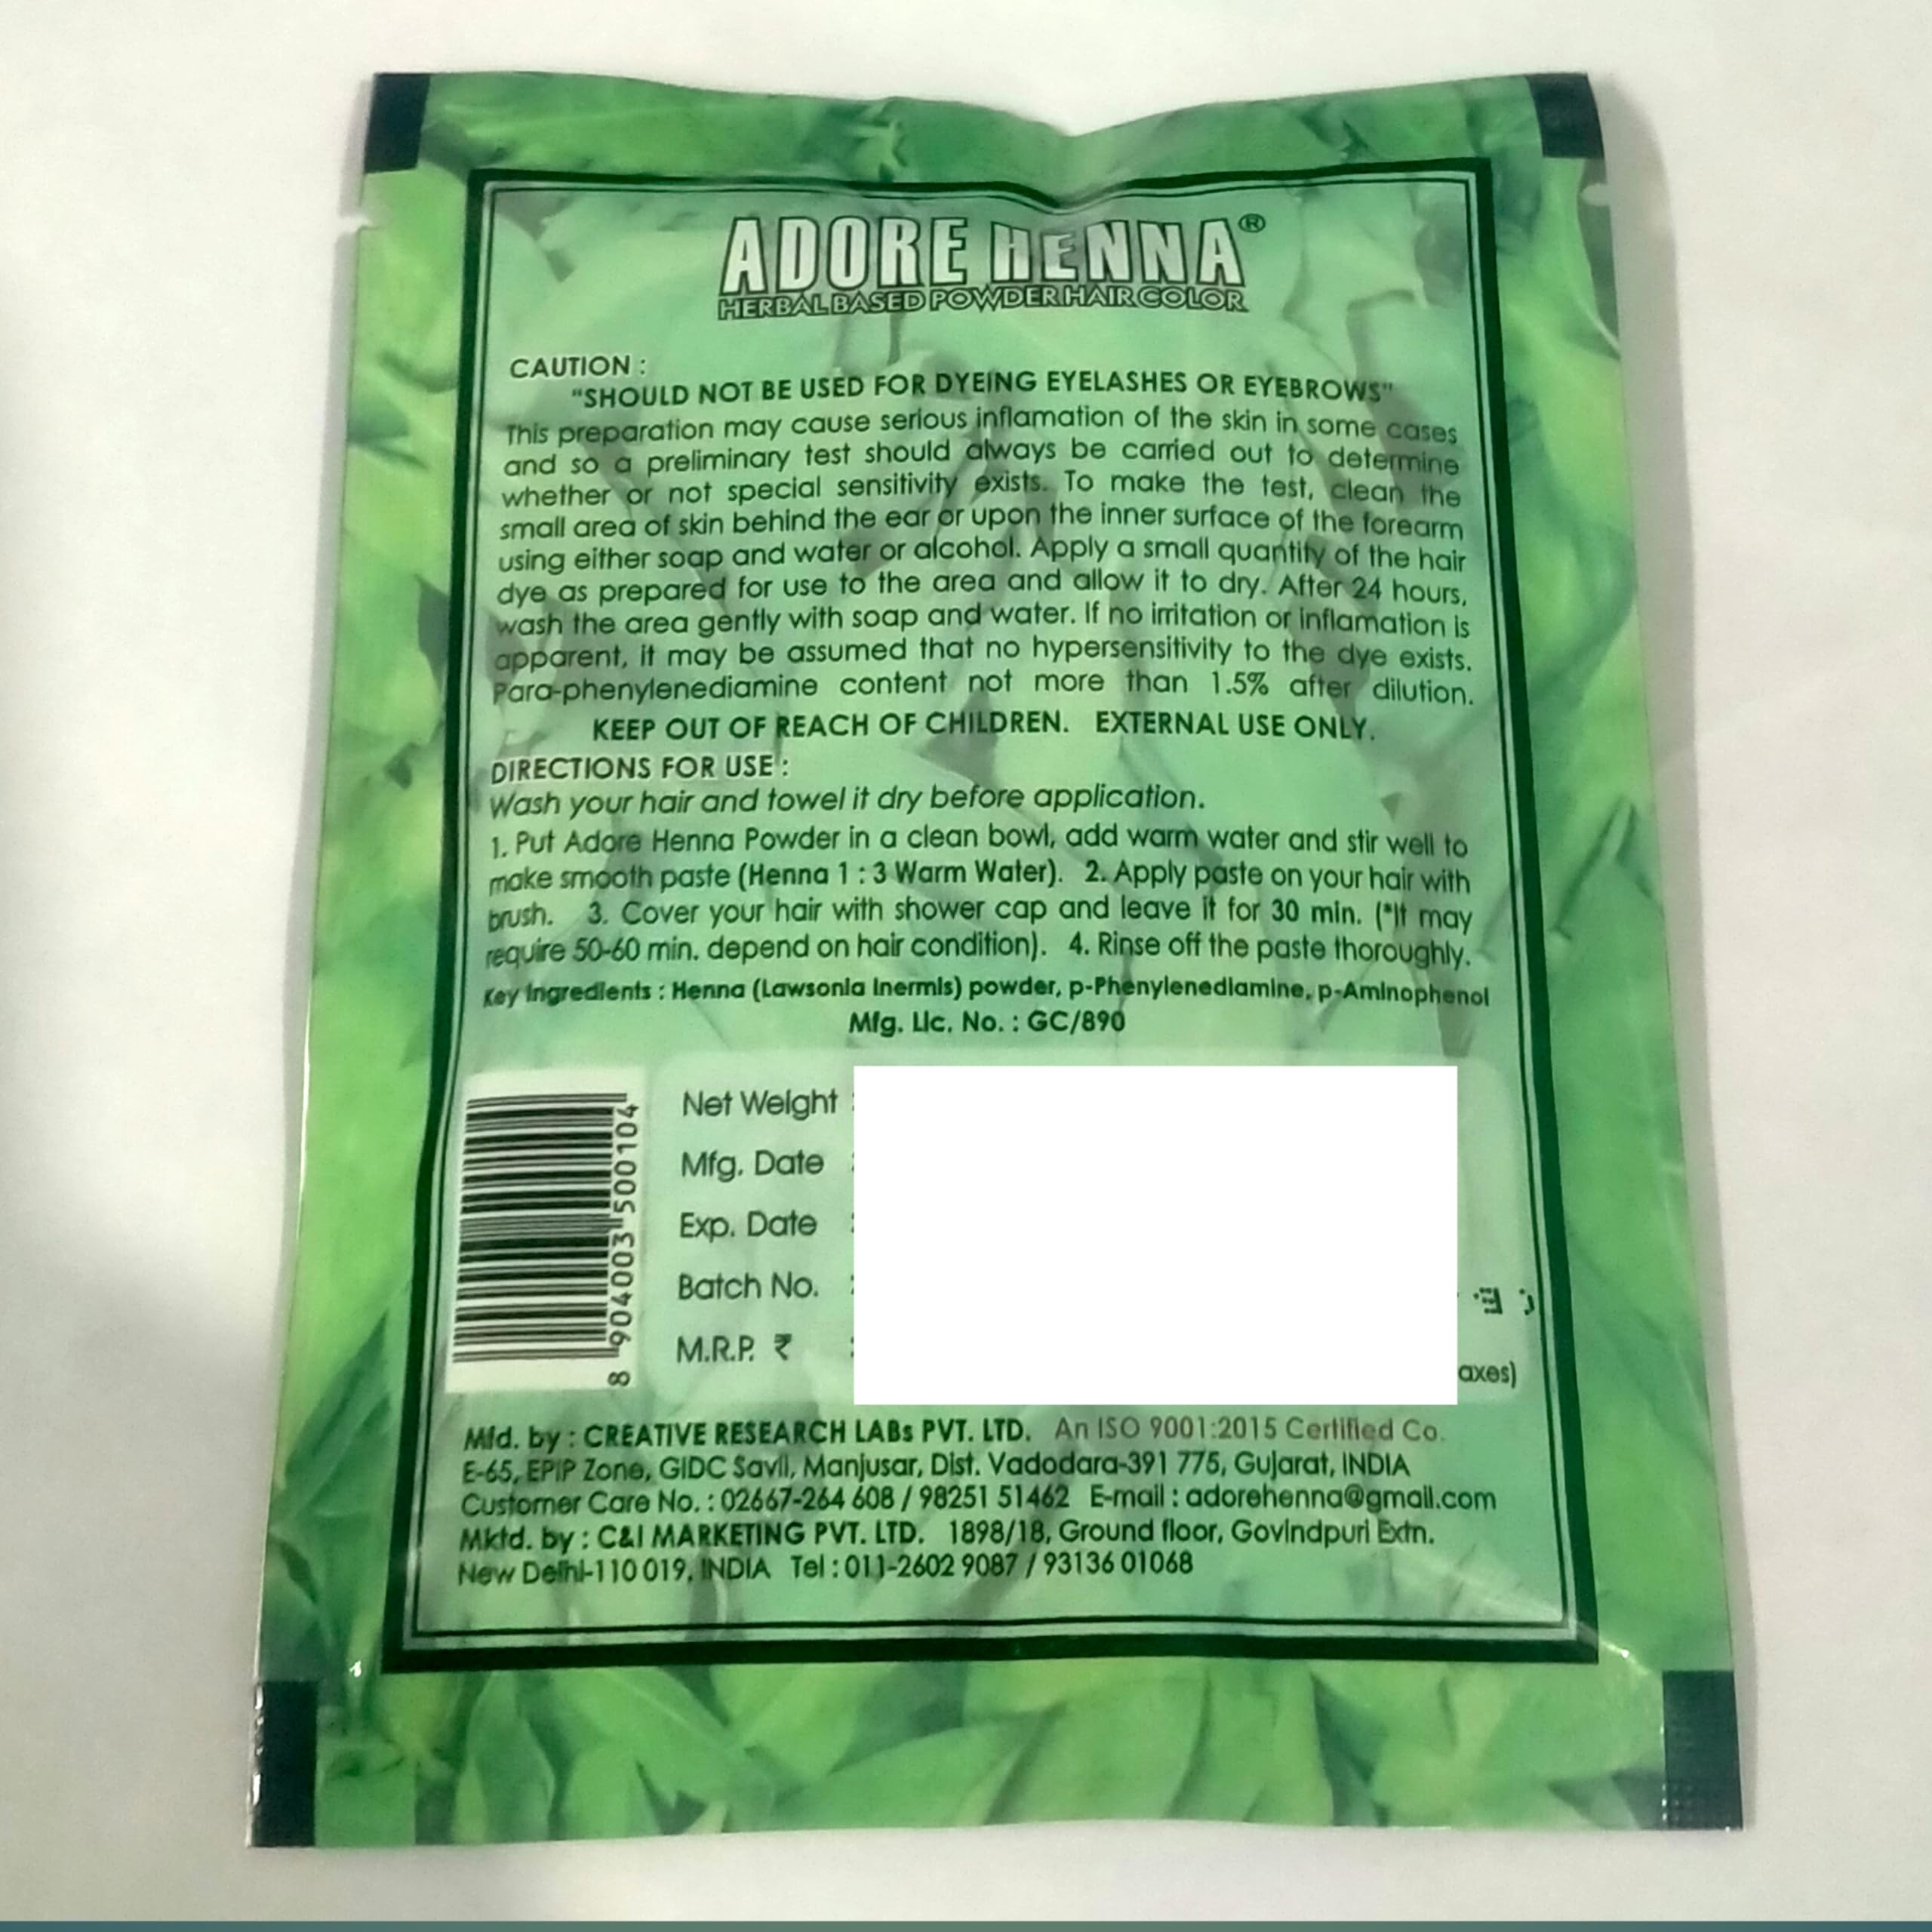 ADORE HENNA®
HERBAL BASED POWDER HAIR COLOR
CAUTION :
"SHOULD NOT BE USED FOR DYEING EYELASHES OR EYEBROWS"
This preparation may cause serious inflamation of the skin in some cases
and so a preliminary test should always be carried out to determine
whether or not special sensitivity exists. To make the test, clean the
small area of skin behind the ear or upon the inner surface of the forearm
using either soap and water or alcohol. Apply a small quantity of the hair
dye as prepared for use to the area and allow it to dry. After 24 hours,
wash the area gently with soap and water. If no irritation or inflamation is
apparent, it may be assumed that no hypersensitivity to the dye exists.
Para-phenylenediamine content not more than 1.5% after dilution.
KEEP OUT OF REACH OF CHILDREN. EXTERNAL USE ONLY.
DIRECTIONS FOR USE :
Wash your hair and towel it dry before application.
1. Put Adore Henna Powder in a clean bowl, add warm water and stir well to
make smooth paste (Henna 1 : 3 Warm Water). 2. Apply paste on your hair with
brush. 3. Cover your hair with shower cap and leave it for 30 min. (*It may
require 50-60 min. depend on hair condition). 4. Rinse off the paste thoroughly.
Key Ingredients : Henna (Lawsonia Inermis) powder, p-Phenylenediamine, p-Aminophenol
Mfg. Lic. No. : GC/890
Net Weight :
Mfg. Date :
Exp. Date :
Batch No. :
M.R.P. ₹ :
axes)
8 904003 500104
Mfd. by : CREATIVE RESEARCH LABs PVT. LTD. An ISO 9001:2015 Certified Co.
E-65, EPIP Zone, GIDC Savli, Manjusar, Dist. Vadodara-391 775, Gujarat, INDIA
Customer Care No. : 02667-264 608 / 98251 51462 E-mail : adorehenna@gmail.com
Mktd. by : C&I MARKETING PVT. LTD. 1898/18, Ground floor, Govindpuri Extn.
New Delhi-110 019, INDIA Tel : 011-2602 9087 / 93136 01068